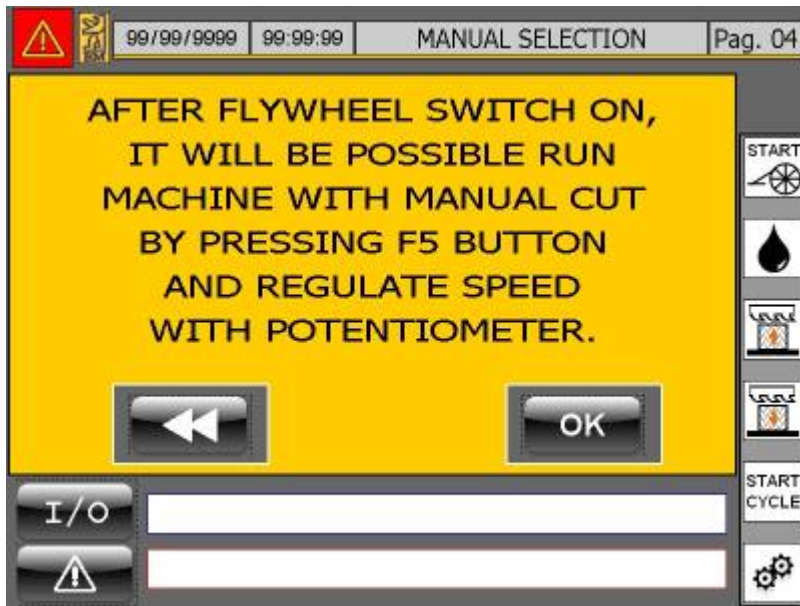 99/99/9999 99:99:99 MANUAL SELECTION Pag. 04
AFTER FLYWHEEL SWITCH ON,
IT WILL BE POSSIBLE RUN
MACHINE WITH MANUAL CUT
BY PRESSING F5 BUTTON
AND REGULATE SPEED
WITH POTENTIOMETER.
OK
START
START
CYCLE
I/O